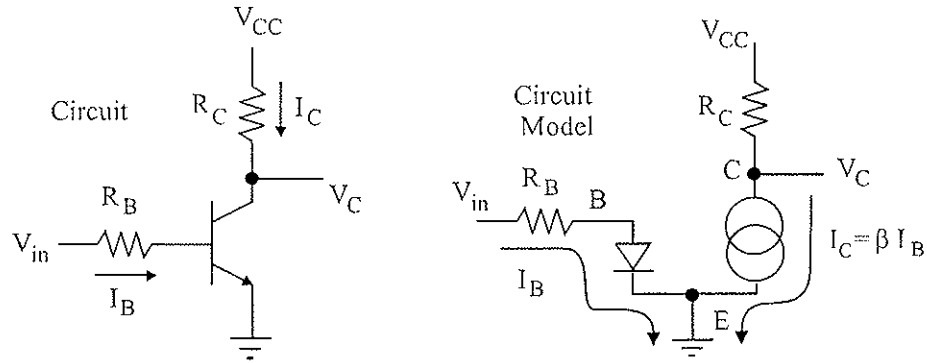 V_CC
R_C
I_C
Circuit
V_C
R_B
V_in
I_B
V_CC
Circuit
Model
R_C
C
V_C
V_in
R_B
B
I_B
I_C = β I_B
E